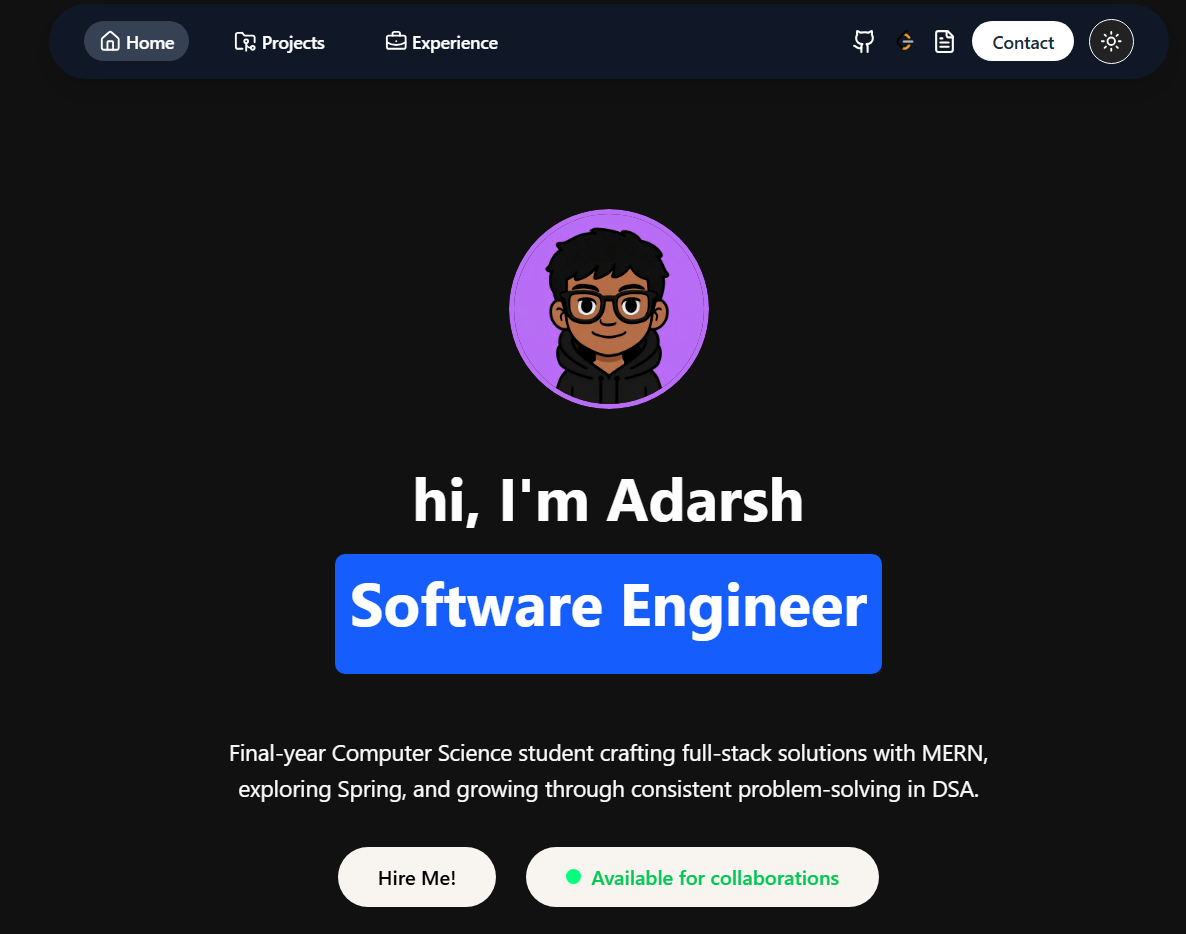 Home Projects Experience Contact
hi, I'm Adarsh
Software Engineer
Final-year Computer Science student crafting full-stack solutions with MERN,
exploring Spring, and growing through consistent problem-solving in DSA.
Hire Me! Available for collaborations